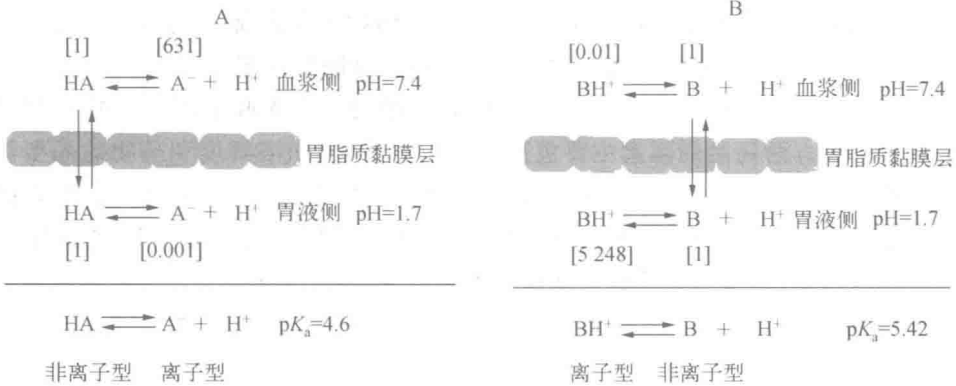 A
[1] [631]
HA ⇌ A⁻ + H⁺ 血浆侧 pH=7.4
胃脂质黏膜层
HA ⇌ A⁻ + H⁺ 胃液侧 pH=1.7
[1] [0.001]
HA ⇌ A⁻ + H⁺ pKₐ=4.6
非离子型 离子型
B
[0.01] [1]
BH⁺ ⇌ B + H⁺ 血浆侧 pH=7.4
胃脂质黏膜层
BH⁺ ⇌ B + H⁺ 胃液侧 pH=1.7
[5 248] [1]
BH⁺ ⇌ B + H⁺ pKₐ=5.42
离子型 非离子型